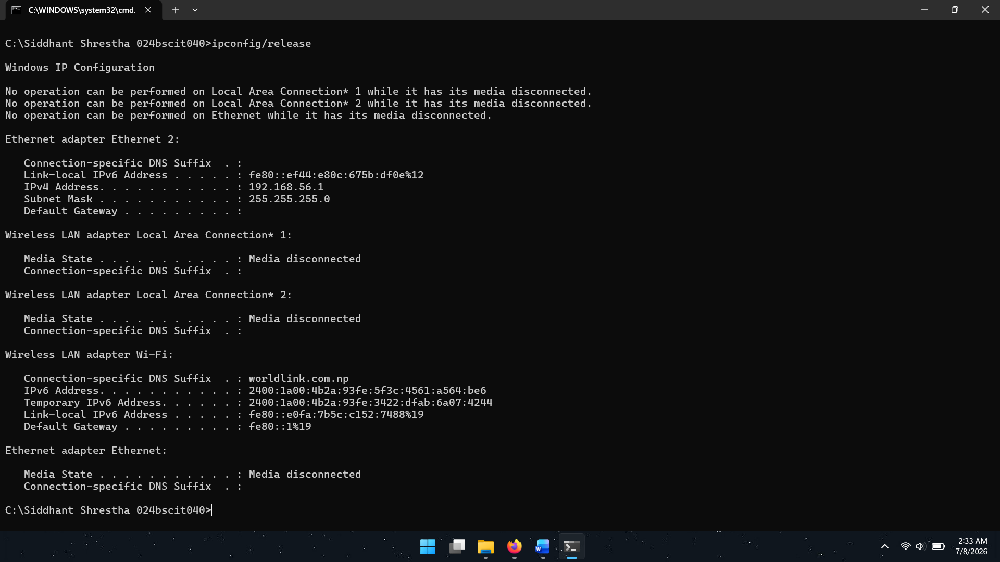 C:\WINDOWS\system32\cmd.
C:\Siddhant Shrestha 024bscit040>ipconfig/release
Windows IP Configuration
No operation can be performed on Local Area Connection* 1 while it has its media disconnected.
No operation can be performed on Local Area Connection* 2 while it has its media disconnected.
No operation can be performed on Ethernet while it has its media disconnected.
Ethernet adapter Ethernet 2:
   Connection-specific DNS Suffix  . :
   Link-local IPv6 Address . . . . . : fe80::ef44:e80c:675b:df0e%12
   IPv4 Address. . . . . . . . . . . : 192.168.56.1
   Subnet Mask . . . . . . . . . . . : 255.255.255.0
   Default Gateway . . . . . . . . . :
Wireless LAN adapter Local Area Connection* 1:
   Media State . . . . . . . . . . . : Media disconnected
   Connection-specific DNS Suffix  . :
Wireless LAN adapter Local Area Connection* 2:
   Media State . . . . . . . . . . . : Media disconnected
   Connection-specific DNS Suffix  . :
Wireless LAN adapter Wi-Fi:
   Connection-specific DNS Suffix  . : worldlink.com.np
   IPv6 Address. . . . . . . . . . . : 2400:1a00:4b2a:93fe:5f3c:4561:a564:be6
   Temporary IPv6 Address. . . . . . : 2400:1a00:4b2a:93fe:3422:dfab:6a07:4244
   Link-local IPv6 Address . . . . . : fe80::e0fa:7b5c:c152:7488%19
   Default Gateway . . . . . . . . . : fe80::1%19
Ethernet adapter Ethernet:
   Media State . . . . . . . . . . . : Media disconnected
   Connection-specific DNS Suffix  . :
C:\Siddhant Shrestha 024bscit040>
2:33 AM
7/8/2026